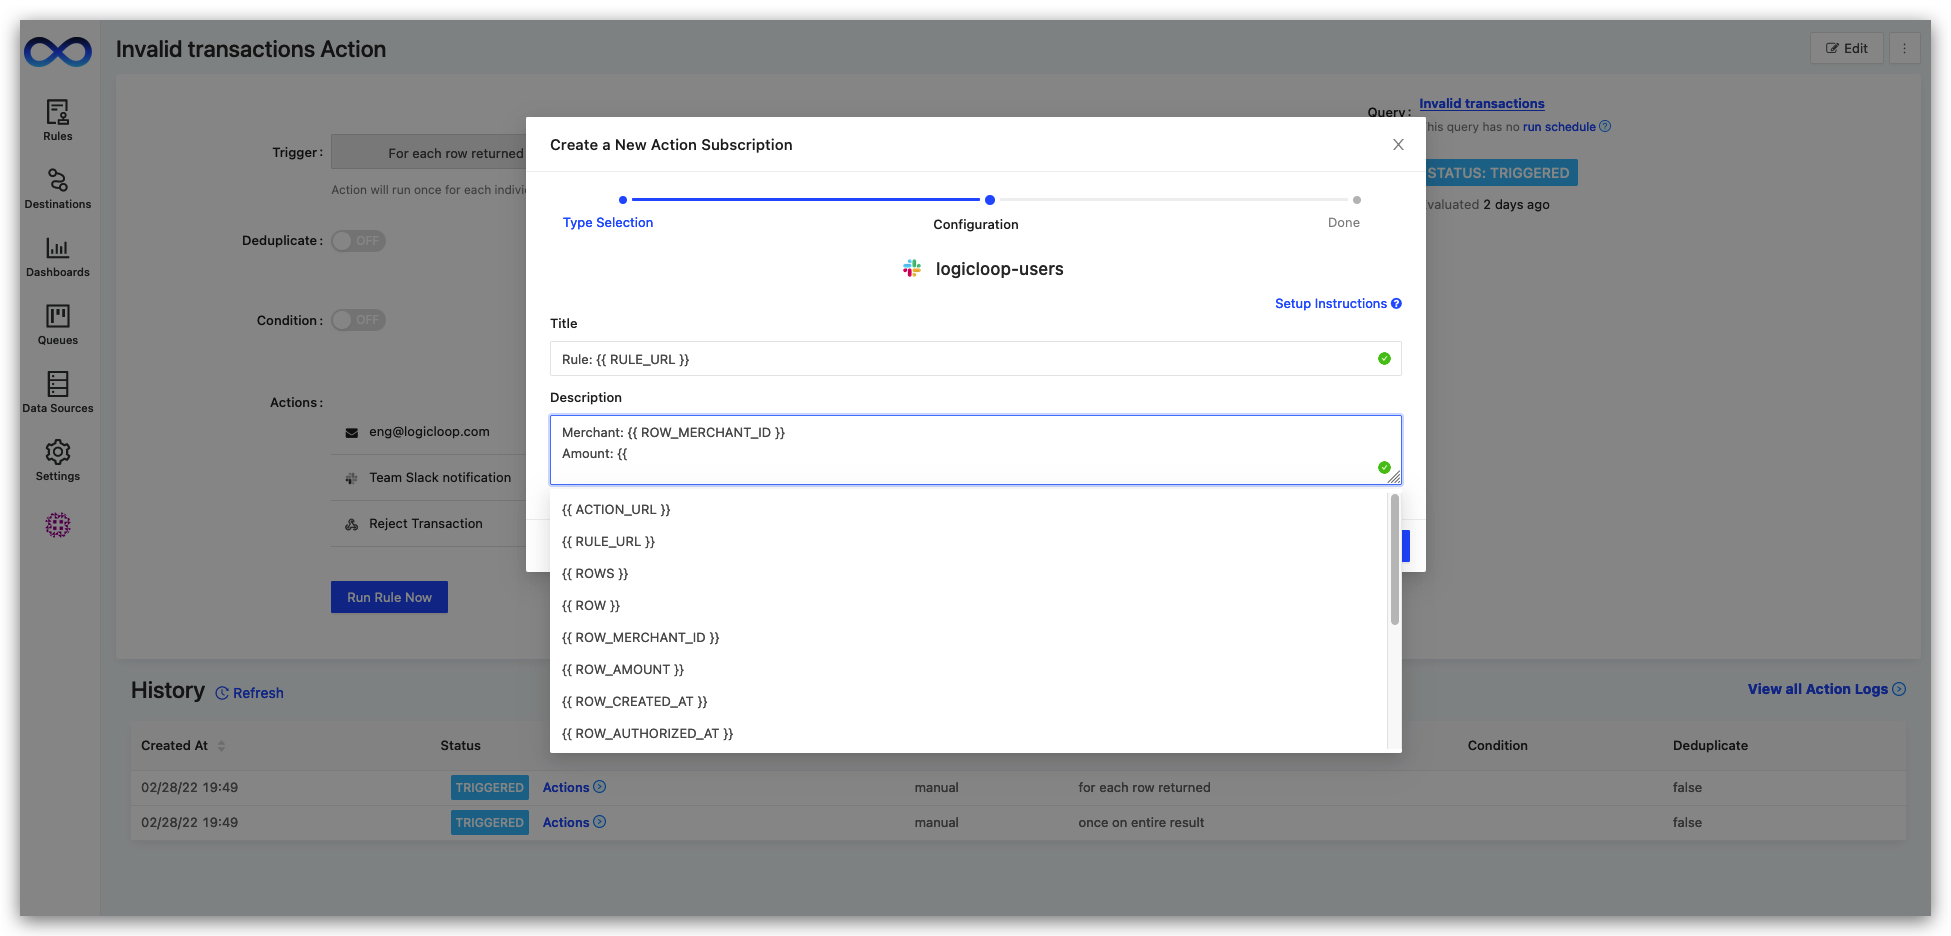 Invalid transactions Action
Edit
Rules
Destinations
Dashboards
Queues
Data Sources
Settings
Trigger:
For each row returned
Action will run once for each
Deduplicate:
OFF
Condition:
OFF
Actions:
eng@logicloop.com
Team Slack notification
Reject Transaction
Run Rule Now
Query:
Invalid transactions
his query has no run schedule
STATUS: TRIGGERED
valuated 2 days ago
Create a New Action Subscription
Type Selection
Configuration
Done
logicloop-users
Setup Instructions
Title
Rule: {{ RULE_URL }}
Description
Merchant: {{ ROW_MERCHANT_ID }}
Amount: {{
{{ ACTION_URL }}
{{ RULE_URL }}
{{ ROWS }}
{{ ROW }}
{{ ROW_MERCHANT_ID }}
{{ ROW_AMOUNT }}
{{ ROW_CREATED_AT }}
{{ ROW_AUTHORIZED_AT }}
History
Refresh
View all Action Logs
Created At Status Condition Deduplicate
02/28/22 19:49 TRIGGERED Actions manual for each row returned false
02/28/22 19:49 TRIGGERED Actions manual once on entire result false